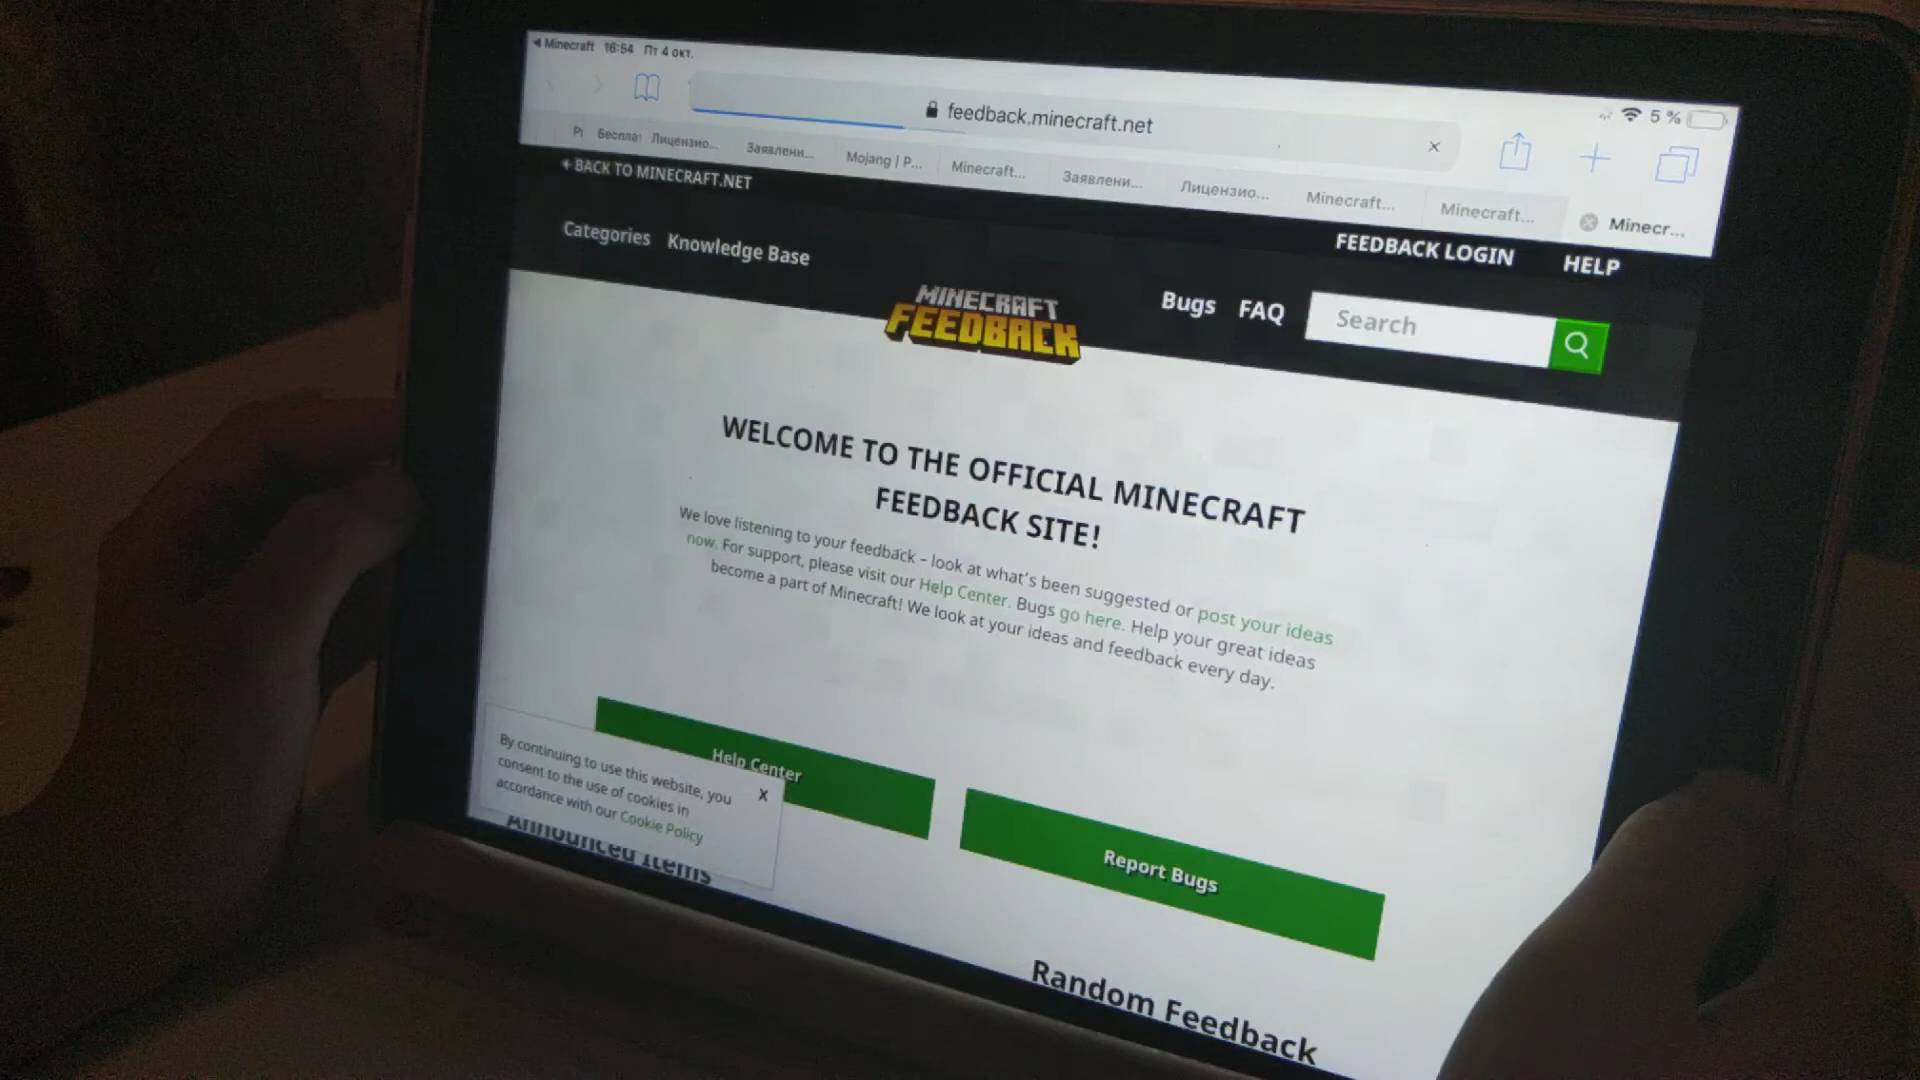 Minecraft 16:54 Пт 4 окт.
5 %
feedback.minecraft.net
Лицензио... Заявлени... Mojang | P... Minecraft... Заявлени... Лицензио... Minecraft... Minecraft... Minecr...
BACK TO MINECRAFT.NET
FEEDBACK LOGIN HELP
Categories Knowledge Base
MINECRAFT
FEEDBACK
Bugs FAQ Search
WELCOME TO THE OFFICIAL MINECRAFT
FEEDBACK SITE!
We love listening to your feedback – look at what's been suggested or post your ideas
now. For support, please visit our Help Center. Bugs go here. Help your great ideas
become a part of Minecraft! We look at your ideas and feedback every day.
Help Center
Report Bugs
By continuing to use this website, you
consent to the use of cookies in
accordance with our Cookie Policy
X
Announced Items
Random Feedback